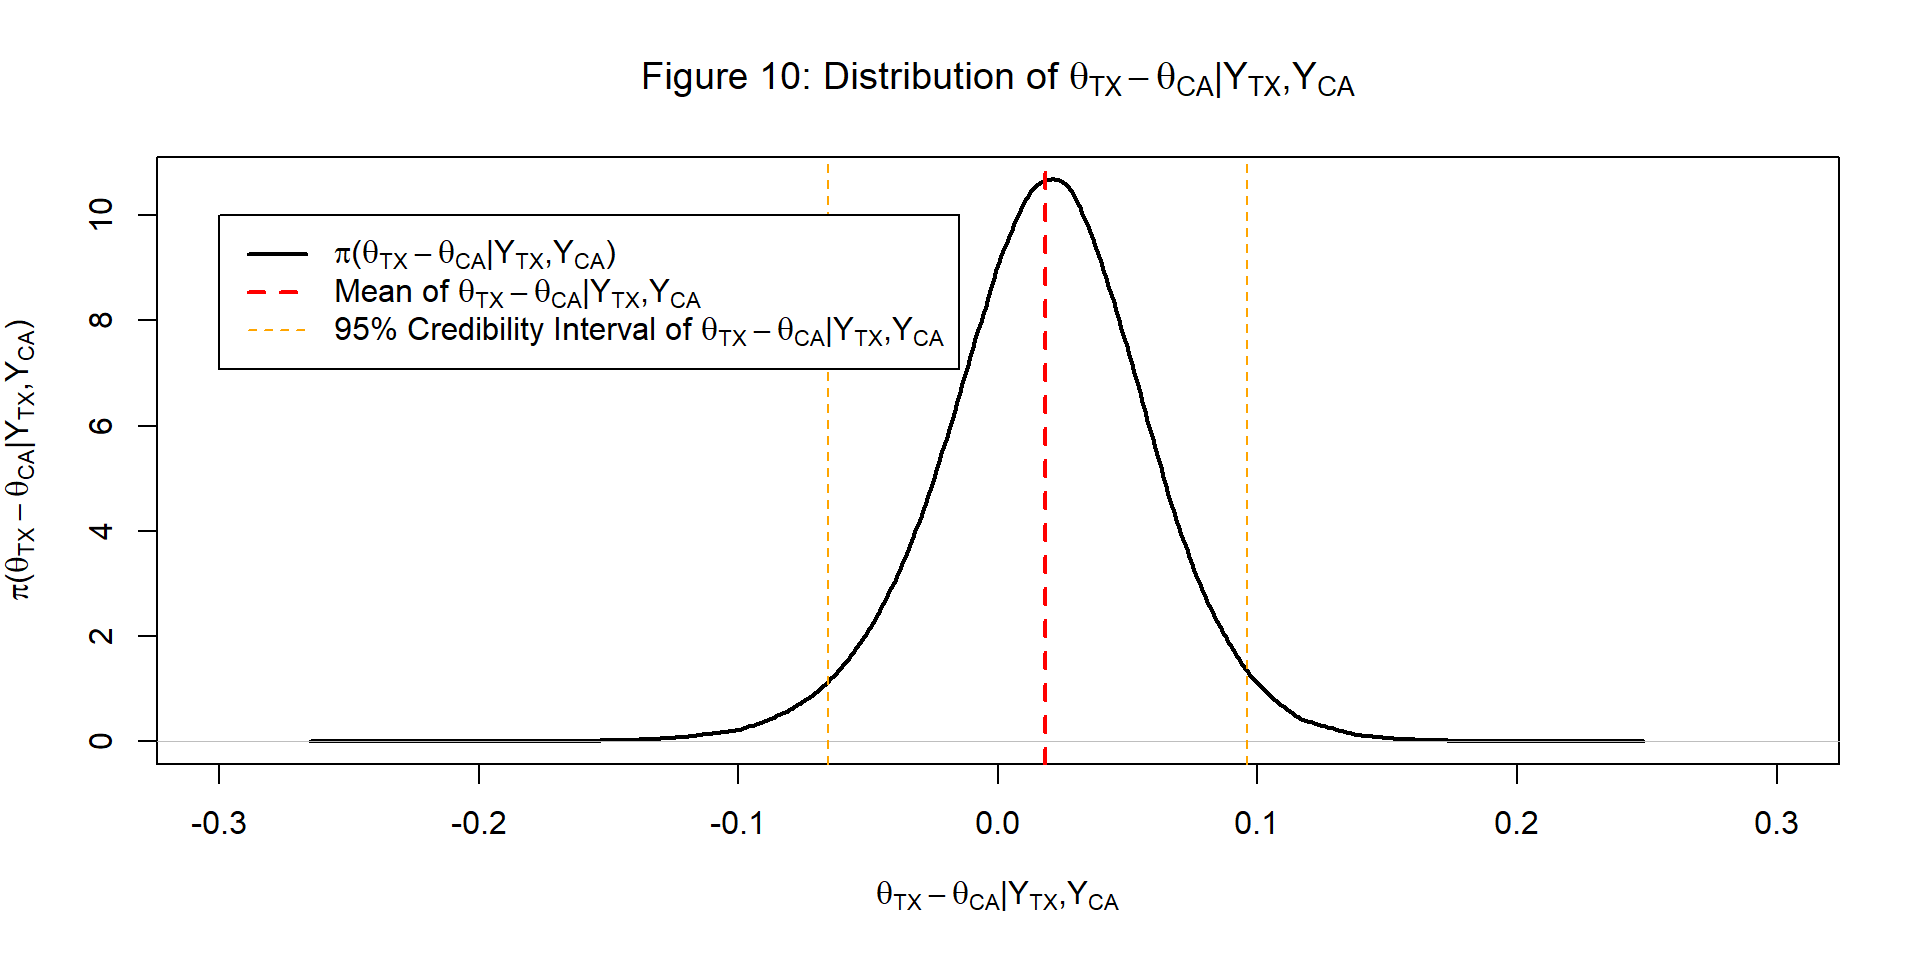 Figure 10: Distribution of θTX – θCA|YTX,YCA
π(θTX – θCA|YTX,YCA)
10
8
6
4
2
0
π(θTX – θCA|YTX,YCA)
Mean of θTX – θCA|YTX,YCA
95% Credibility Interval of θTX – θCA|YTX,YCA
-0.3 -0.2 -0.1 0.0 0.1 0.2 0.3
θTX – θCA|YTX,YCA